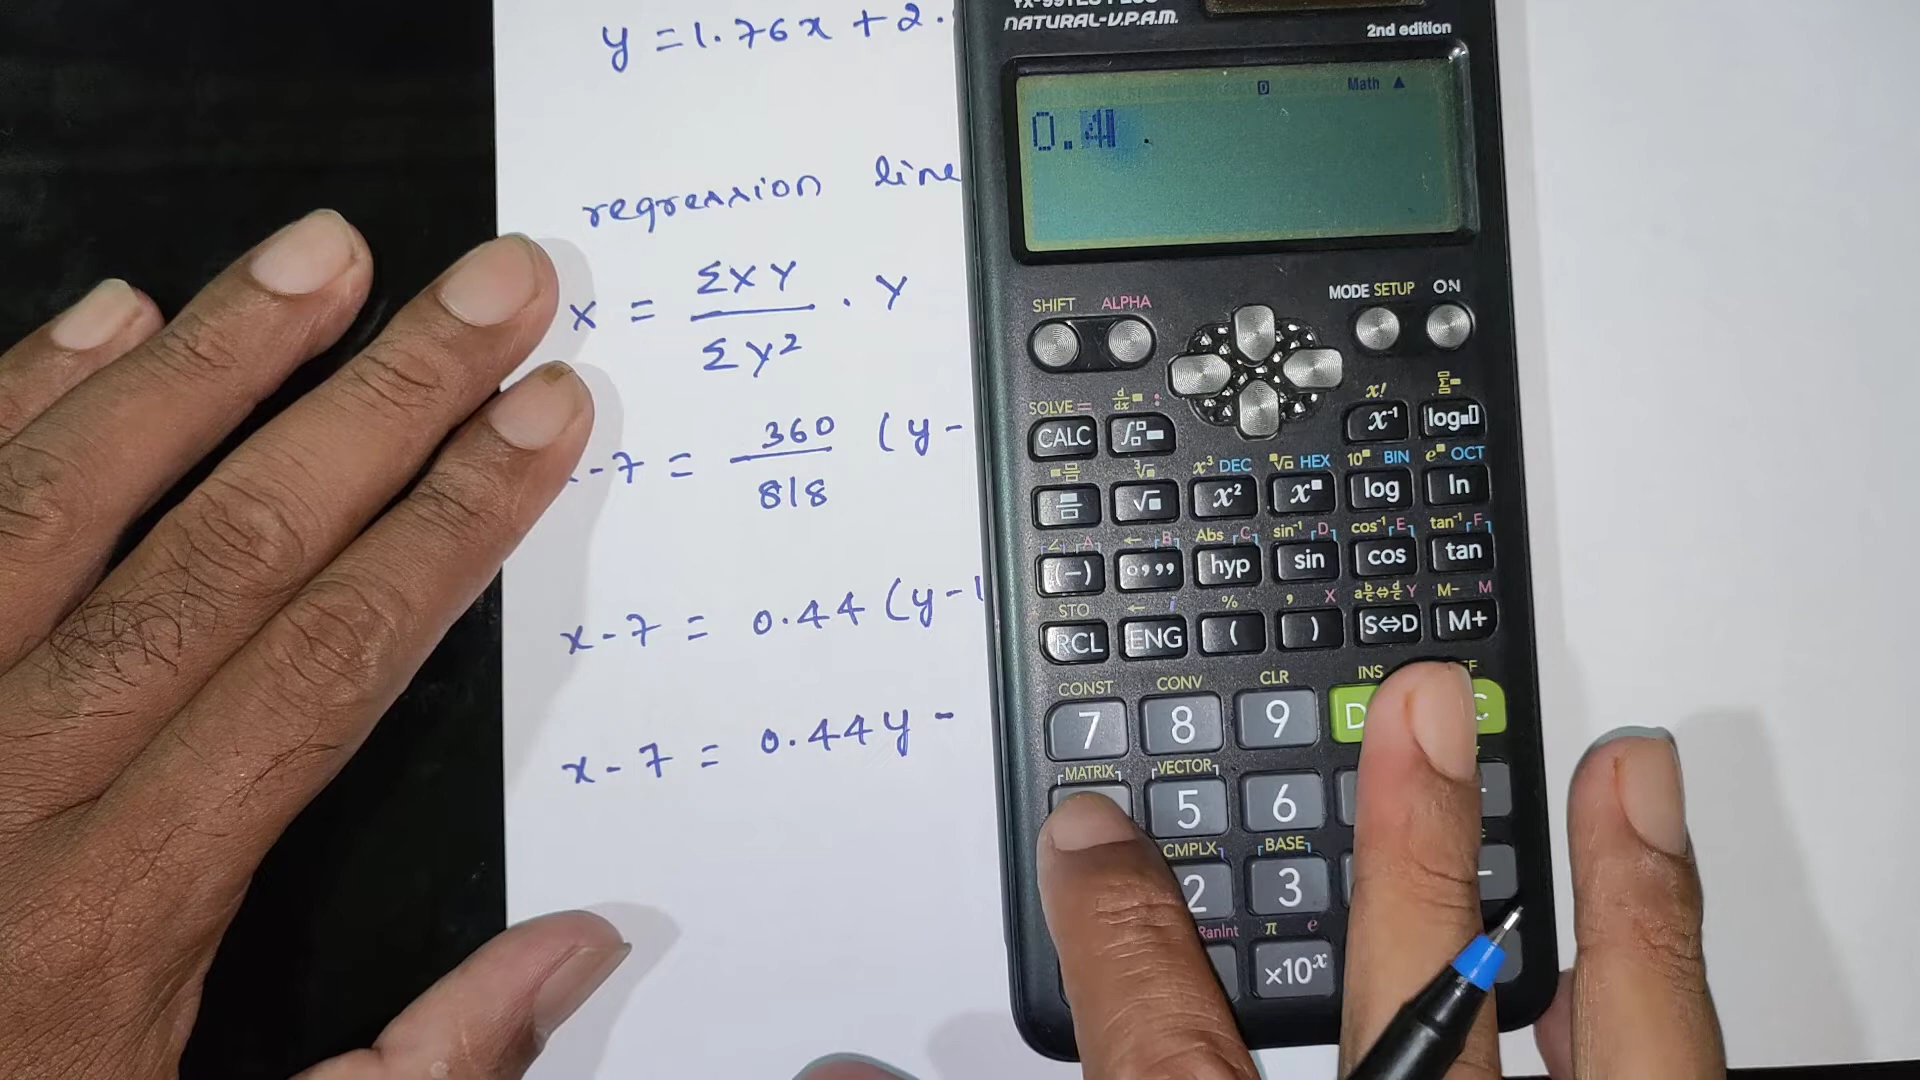 y = 1.76x + 2.
regression line
x = ΣXY / ΣY² . Y
-7 = 360 / 818 (y-
x-7 = 0.44 (y-1
x-7 = 0.44y -
NATURAL-V.P.A.M.
2nd edition
D Math ▲
0.4
SHIFT ALPHA MODE SETUP ON
SOLVE = d/dx : x! Σ
CALC ∫ x⁻¹ log
³√ x³ DEC √ HEX 10 BIN e OCT
√ x² x log ln
∠ A ← B Abs C sin⁻¹ D cos⁻¹ E tan⁻¹ F
(−) °,,, hyp sin cos tan
STO ← i % , X a b/c⇔d/c Y M− M
RCL ENG ( ) S⇔D M+
CONST CONV CLR INS
7 8 9 D C
MATRIX VECTOR
5 6
CMPLX BASE
2 3
RanInt π e
×10ˣ